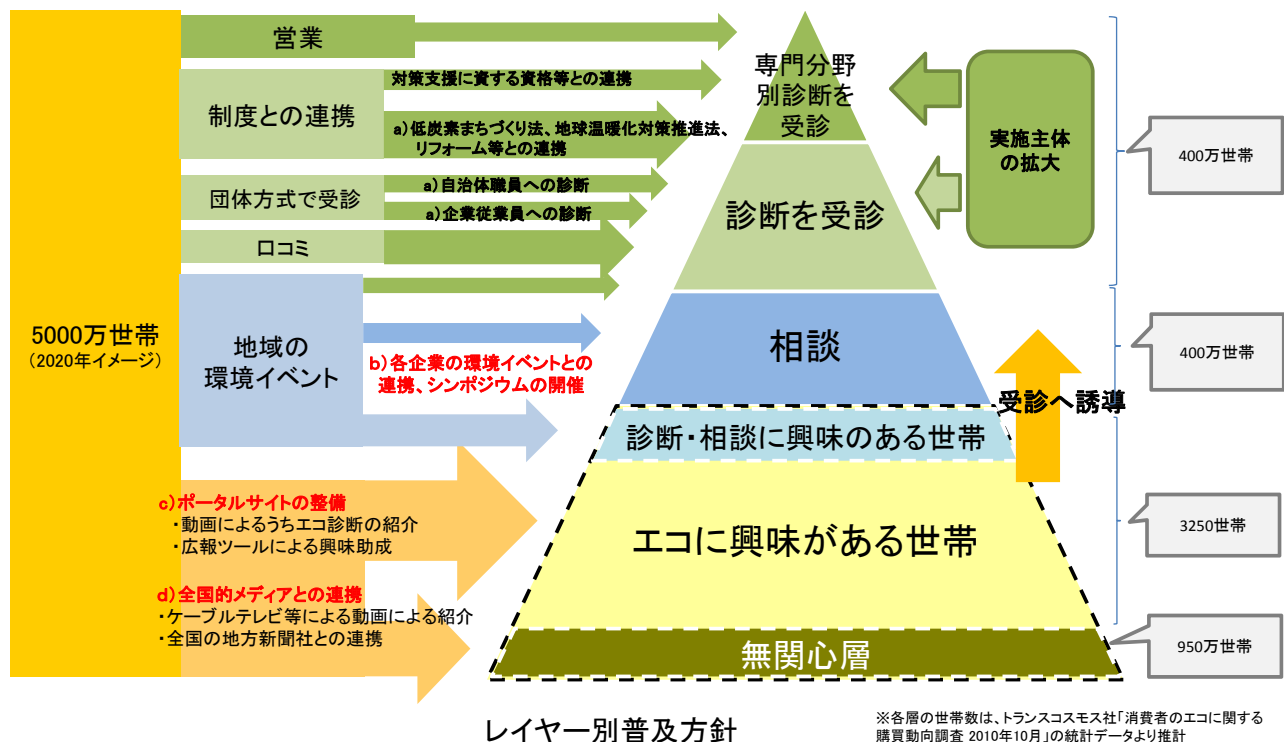 5000万世帯
(2020年イメージ)
営業
制度との連携
対策支援に資する資格等との連携
a)低炭素まちづくり法、地球温暖化対策推進法、
リフォーム等との連携
団体方式で受診
a)自治体職員への診断
a)企業従業員への診断
口コミ
地域の
環境イベント
b)各企業の環境イベントとの
連携、シンポジウムの開催
c)ポータルサイトの整備
・動画によるうちエコ診断の紹介
・広報ツールによる興味助成
d)全国的メディアとの連携
・ケーブルテレビ等による動画による紹介
・全国の地方新聞社との連携
専門分野
別診断を
受診
診断を受診
相談
診断・相談に興味のある世帯
エコに興味がある世帯
無関心層
実施主体
の拡大
受診へ誘導
400万世帯
400万世帯
3250世帯
950万世帯
レイヤー別普及方針
※各層の世帯数は、トランスコスモス社「消費者のエコに関する
購買動向調査 2010年10月」の統計データより推計